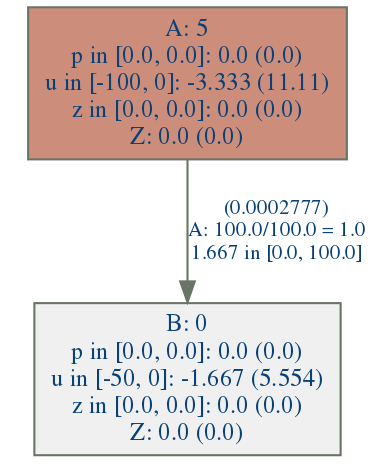 A: 5
p in [0.0, 0.0]: 0.0 (0.0)
u in [-100, 0]: -3.333 (11.11)
z in [0.0, 0.0]: 0.0 (0.0)
Z: 0.0 (0.0)
(0.0002777)
A: 100.0/100.0 = 1.0
1.667 in [0.0, 100.0]
B: 0
p in [0.0, 0.0]: 0.0 (0.0)
u in [-50, 0]: -1.667 (5.554)
z in [0.0, 0.0]: 0.0 (0.0)
Z: 0.0 (0.0)